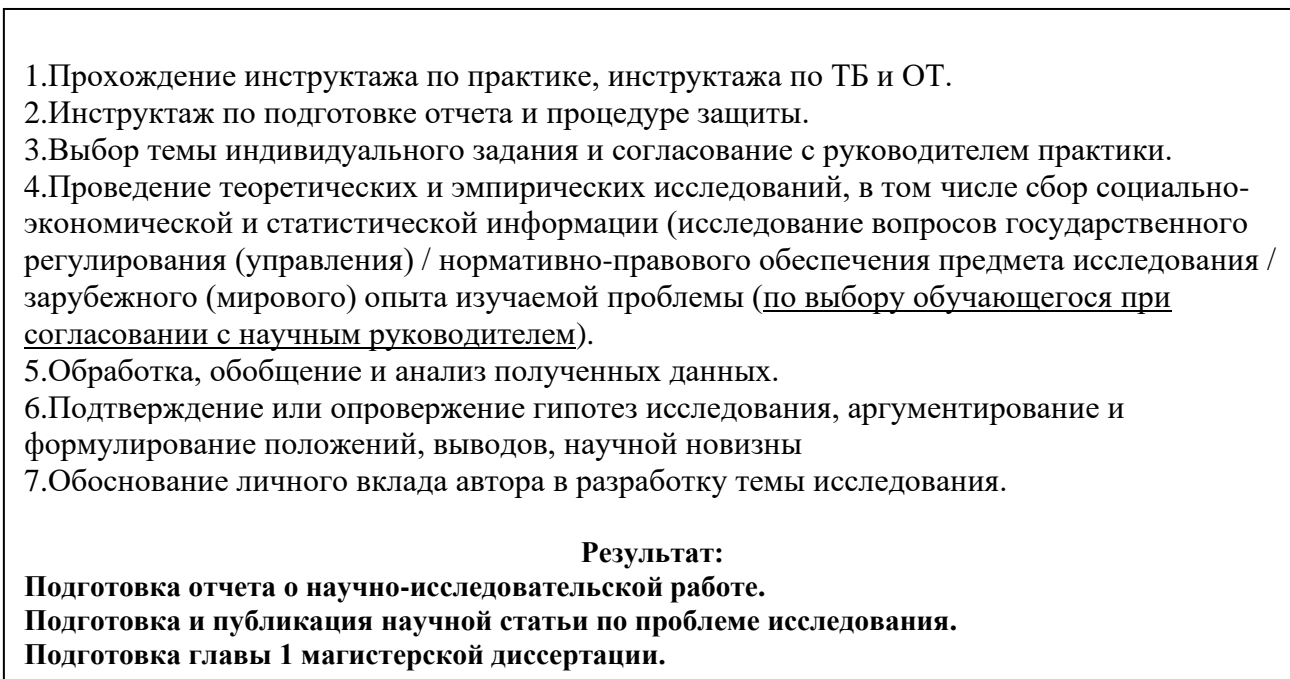 1.Прохождение инструктажа по практике, инструктажа по ТБ и ОТ.
2.Инструктаж по подготовке отчета и процедуре защиты.
3.Выбор темы индивидуального задания и согласование с руководителем практики.
4.Проведение теоретических и эмпирических исследований, в том числе сбор социально-
экономической и статистической информации (исследование вопросов государственного
регулирования (управления) / нормативно-правового обеспечения предмета исследования /
зарубежного (мирового) опыта изучаемой проблемы (по выбору обучающегося при
согласовании с научным руководителем).
5.Обработка, обобщение и анализ полученных данных.
6.Подтверждение или опровержение гипотез исследования, аргументирование и
формулирование положений, выводов, научной новизны
7.Обоснование личного вклада автора в разработку темы исследования.
Результат:
Подготовка отчета о научно-исследовательской работе.
Подготовка и публикация научной статьи по проблеме исследования.
Подготовка главы 1 магистерской диссертации.